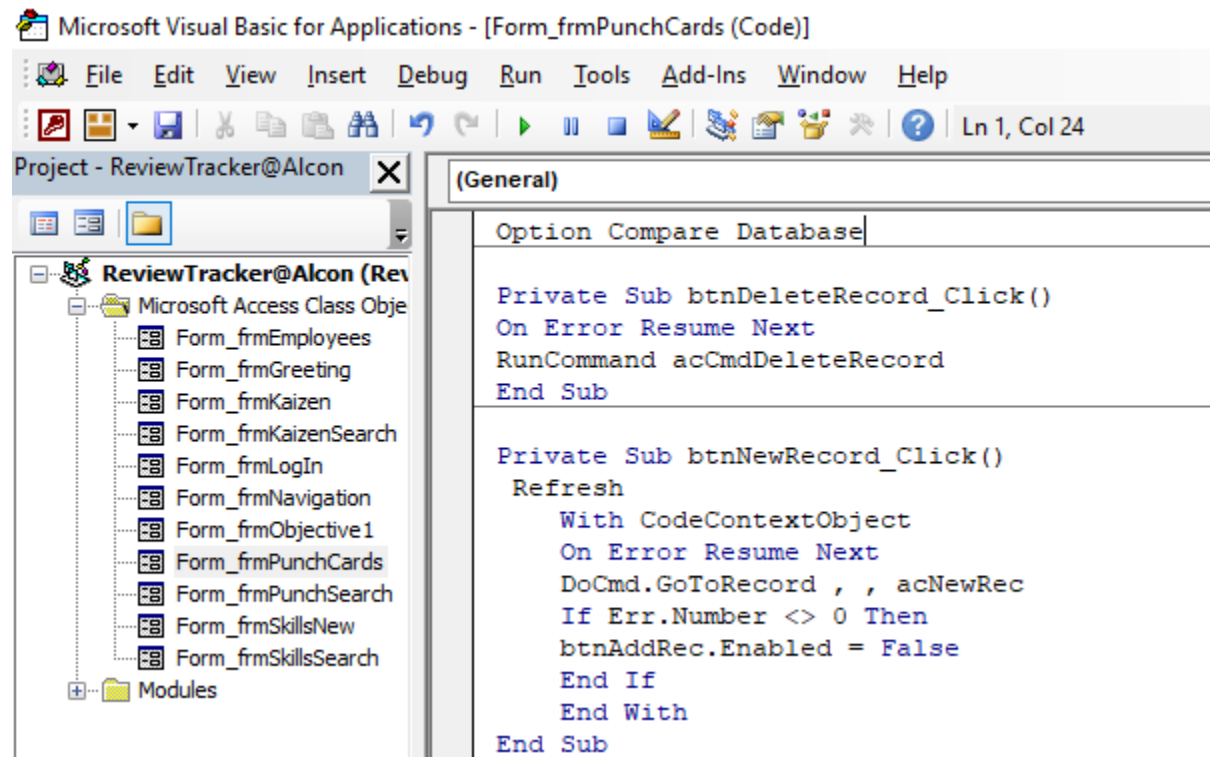 Microsoft Visual Basic for Applications - [Form_frmPunchCards (Code)]
File Edit View Insert Debug Run Tools Add-Ins Window Help
Ln 1, Col 24
Project - ReviewTracker@Alcon
(General)
ReviewTracker@Alcon (Rev
Microsoft Access Class Obje
Form_frmEmployees
Form_frmGreeting
Form_frmKaizen
Form_frmKaizenSearch
Form_frmLogIn
Form_frmNavigation
Form_frmObjective1
Form_frmPunchCards
Form_frmPunchSearch
Form_frmSkillsNew
Form_frmSkillsSearch
Modules
Option Compare Database
Private Sub btnDeleteRecord_Click()
On Error Resume Next
RunCommand acCmdDeleteRecord
End Sub
Private Sub btnNewRecord_Click()
Refresh
With CodeContextObject
On Error Resume Next
DoCmd.GoToRecord , , acNewRec
If Err.Number <> 0 Then
btnAddRec.Enabled = False
End If
End With
End Sub